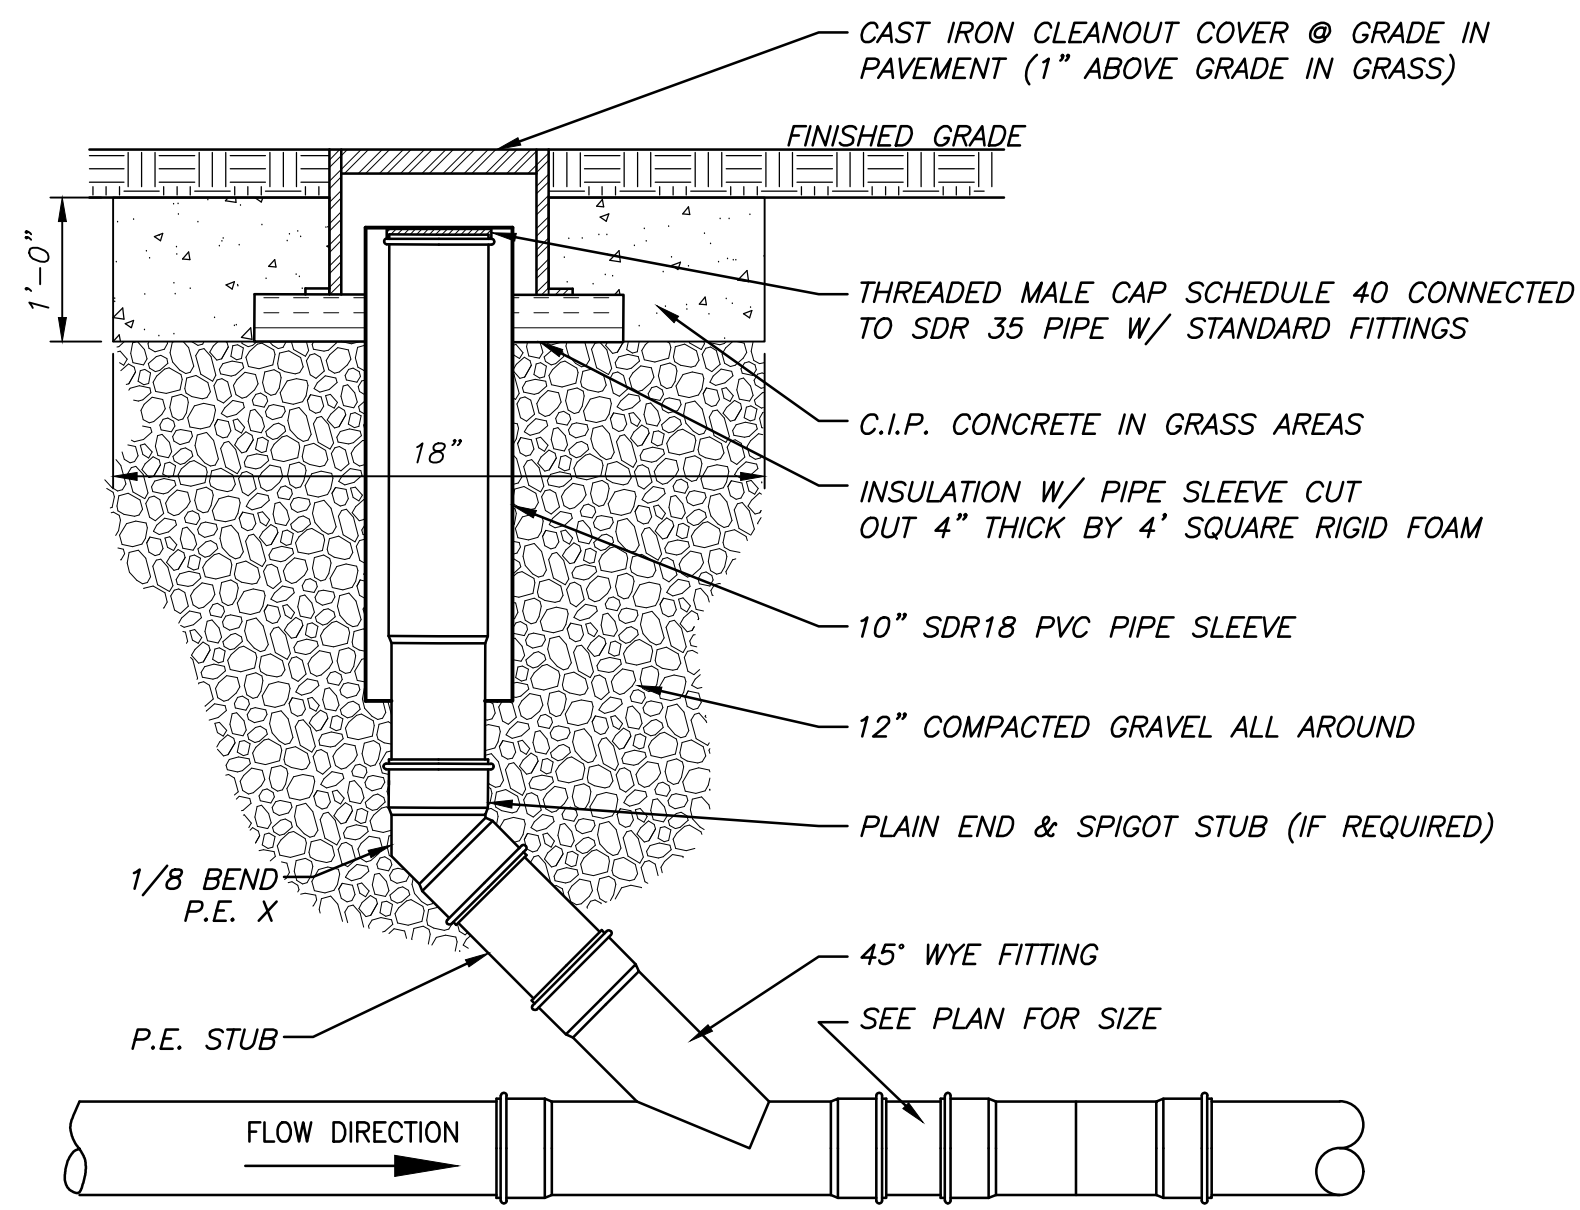 CAST IRON CLEANOUT COVER @ GRADE IN
PAVEMENT (1" ABOVE GRADE IN GRASS)
FINISHED GRADE
1'-0"
THREADED MALE CAP SCHEDULE 40 CONNECTED
TO SDR 35 PIPE W/ STANDARD FITTINGS
C.I.P. CONCRETE IN GRASS AREAS
18"
INSULATION W/ PIPE SLEEVE CUT
OUT 4" THICK BY 4' SQUARE RIGID FOAM
10" SDR18 PVC PIPE SLEEVE
12" COMPACTED GRAVEL ALL AROUND
PLAIN END & SPIGOT STUB (IF REQUIRED)
1/8 BEND
P.E. X
45° WYE FITTING
SEE PLAN FOR SIZE
P.E. STUB
FLOW DIRECTION